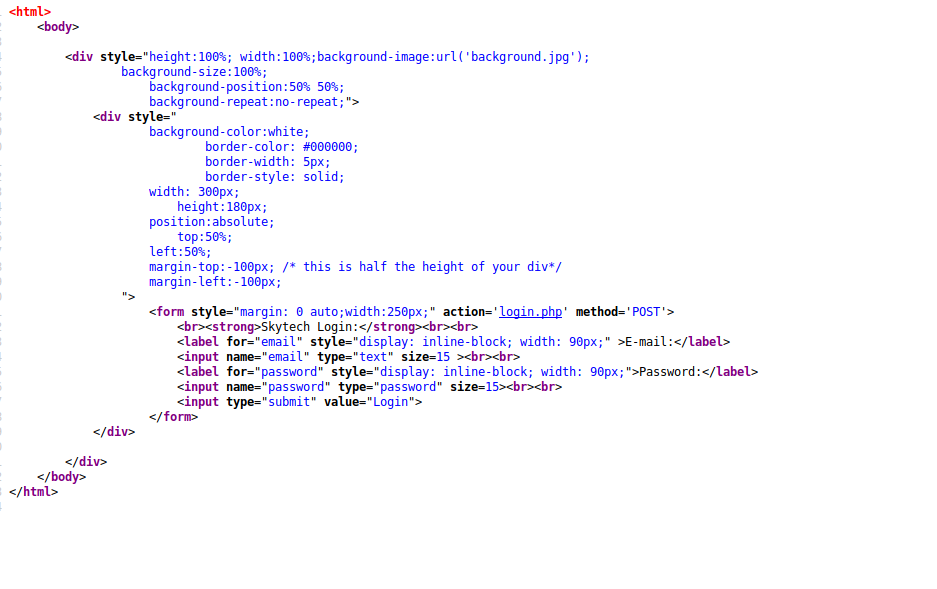 <html>
<body>
<div style="height:100%; width:100%;background-image:url('background.jpg');
background-size:100%;
background-position:50% 50%;
background-repeat:no-repeat;">
<div style="
background-color:white;
border-color: #000000;
border-width: 5px;
border-style: solid;
width: 300px;
height:180px;
position:absolute;
top:50%;
left:50%;
margin-top:-100px; /* this is half the height of your div*/
margin-left:-100px;
">
<form style="margin: 0 auto;width:250px;" action='login.php' method='POST'>
<br><strong>Skytech Login:</strong><br><br>
<label for="email" style="display: inline-block; width: 90px;" >E-mail:</label>
<input name="email" type="text" size=15 ><br><br>
<label for="password" style="display: inline-block; width: 90px;">Password:</label>
<input name="password" type="password" size=15><br><br>
<input type="submit" value="Login">
</form>
</div>
</div>
</body>
</html>